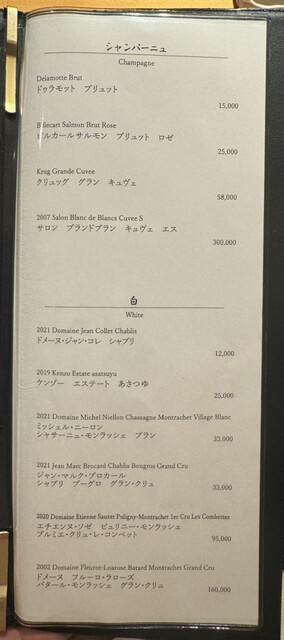 シャンパーニュ
Champagne
Delamotte Brut
ドゥラモット ブリュット
15,000
Billecart Salmon Brut Rose
ビルカールサルモン ブリュット ロゼ
25,000
Krug Grande Cuvee
クリュッグ グラン キュヴェ
58,000
2007 Salon Blanc de Blancs Cuvee S
サロン ブランドブラン キュヴェ エス
300,000
白
White
2021 Domaine Jean Collet Chablis
ドメーヌ・ジャン・コレ シャブリ
12,000
2019 Kenzo Estate asatsuyu
ケンゾー エステート あさつゆ
25,000
2021 Domaine Michel Niellon Chassagne Montrachet Village Blanc
ミッシェル・ニーロン
シャサーニュ・モンラッシェ ブラン
33,000
2021 Jean Marc Brocard Chablis Bougros Grand Cru
ジャン・マルク・ブロカール
シャブリ ブーグロ グラン・クリュ
33,000
2020 Domaine Etienne Sauzet Puligny-Montrachet 1er Cru Les Combettes
エチエンヌ・ソゼ ピュリニー・モンラッシェ
プルミエ・クリュ・レ・コンベット
95,000
2002 Domaine Fleurot-Laarose Batard Montrachet Grand Cru
ドメーヌ フルーロ・ラローズ
バタール・モンラッシェ グラン・クリュ
160,000